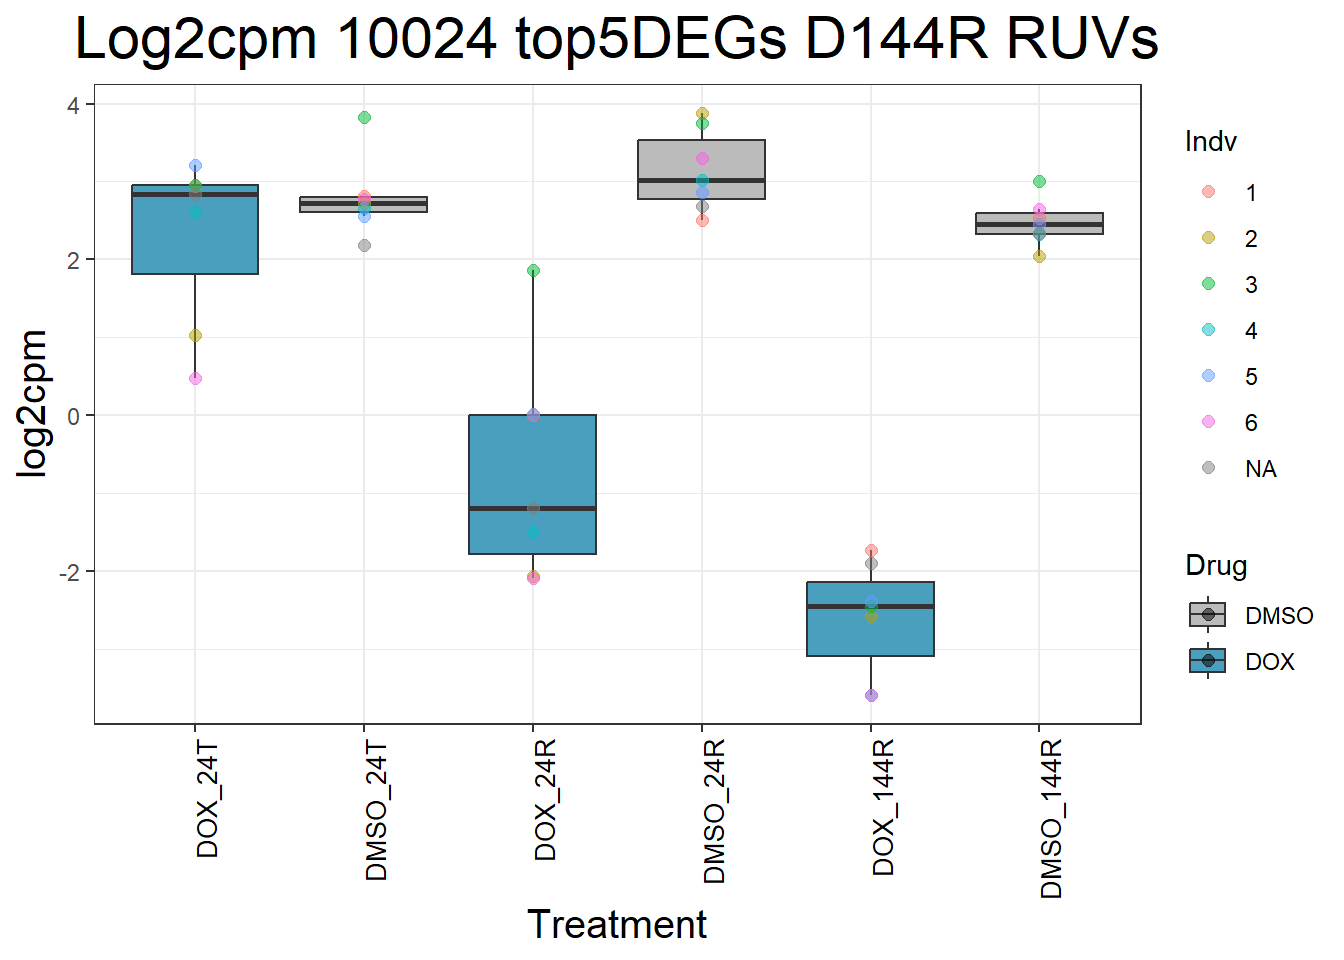 Log2cpm 10024 top5DEGs D144R RUVs
log2cpm
4
2
0
-2
DOX_24T
DMSO_24T
DOX_24R
DMSO_24R
DOX_144R
DMSO_144R
Treatment
Indv
1
2
3
4
5
6
NA
Drug
DMSO
DOX